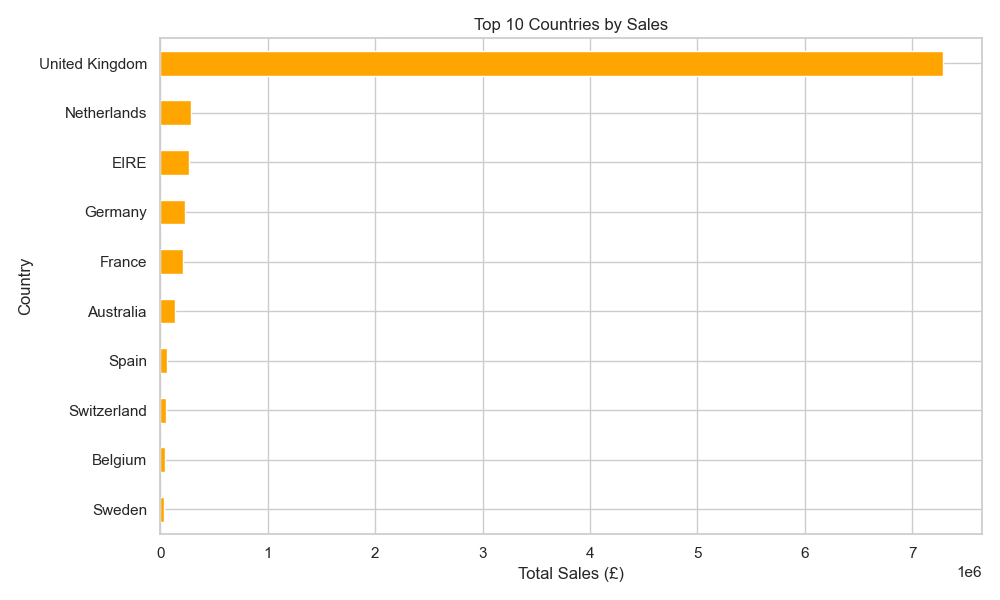 Top 10 Countries by Sales
United Kingdom
Netherlands
EIRE
Germany
France
Australia
Spain
Switzerland
Belgium
Sweden
Country
0 1 2 3 4 5 6 7
1e6
Total Sales (£)